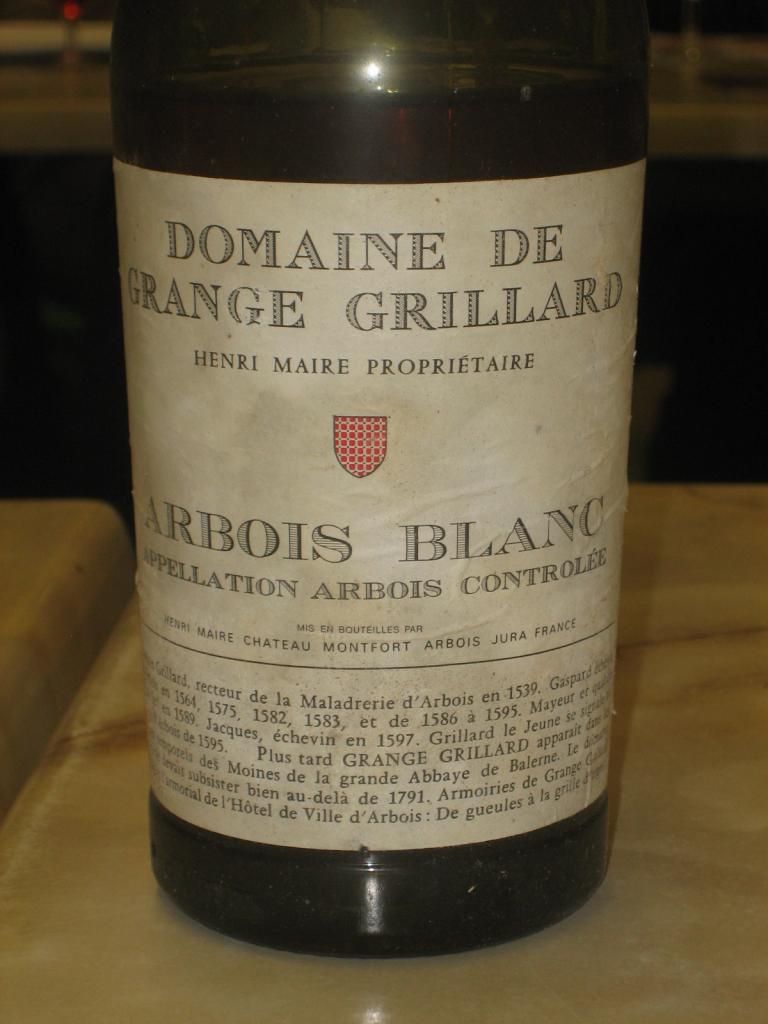 DOMAINE DE
GRANGE GRILLARD
HENRI MAIRE PROPRIÉTAIRE
ARBOIS BLANC
APPELLATION ARBOIS CONTROLÉE
MIS EN BOUTEILLES PAR
HENRI MAIRE CHATEAU MONTFORT ARBOIS JURA FRANCE
Grillard, recteur de la Maladrerie d'Arbois en 1539. Gaspard
en 1564, 1575, 1582, 1583, et de 1586 à 1595. Mayeur et
en 1589. Jacques, échevin en 1597. Grillard le Jeune se
de 1595. Plus tard GRANGE GRILLARD apparait dans
des Moines de la grande Abbaye de Balerne. Le
devait subsister bien au-delà de 1791. Armoiries de Grange
l'armorial de l'Hôtel de Ville d'Arbois : De gueules à la grille